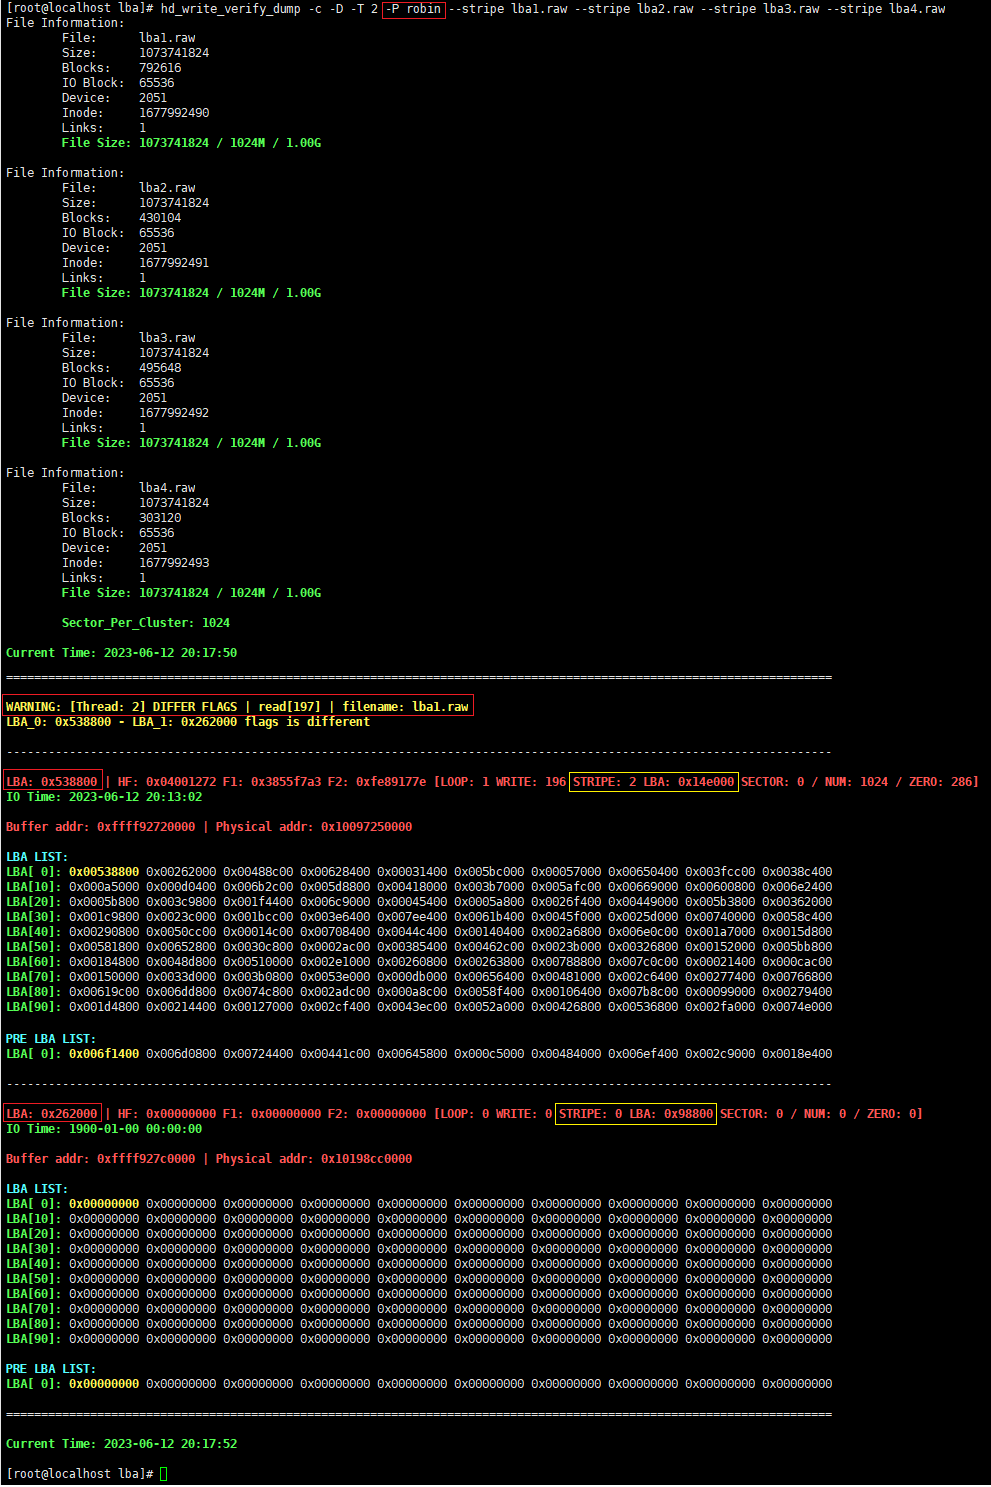 [root@localhost lba]# hd_write_verify_dump -c -D -T 2 -P robin --stripe lba1.raw --stripe lba2.raw --stripe lba3.raw --stripe lba4.raw
File Information:
File: lba1.raw
Size: 1073741824
Blocks: 792616
IO Block: 65536
Device: 2051
Inode: 1677992490
Links: 1
File Size: 1073741824 / 1024M / 1.00G
File Information:
File: lba2.raw
Size: 1073741824
Blocks: 430104
IO Block: 65536
Device: 2051
Inode: 1677992491
Links: 1
File Size: 1073741824 / 1024M / 1.00G
File Information:
File: lba3.raw
Size: 1073741824
Blocks: 495648
IO Block: 65536
Device: 2051
Inode: 1677992492
Links: 1
File Size: 1073741824 / 1024M / 1.00G
File Information:
File: lba4.raw
Size: 1073741824
Blocks: 303120
IO Block: 65536
Device: 2051
Inode: 1677992493
Links: 1
File Size: 1073741824 / 1024M / 1.00G
Sector_Per_Cluster: 1024
Current Time: 2023-06-12 20:17:50
WARNING: [Thread: 2] DIFFER FLAGS | read[197] | filename: lba1.raw
LBA_0: 0x538800 - LBA_1: 0x262000 flags is different
LBA: 0x538800 | HF: 0x04001272 F1: 0x3855f7a3 F2: 0xfe89177e [LOOP: 1 WRITE: 196 STRIPE: 2 LBA: 0x14e000 SECTOR: 0 / NUM: 1024 / ZERO: 286]
IO Time: 2023-06-12 20:13:02
Buffer addr: 0xffff92720000 | Physical addr: 0x10097250000
LBA LIST:
LBA[ 0]: 0x00538800 0x00262000 0x00488c00 0x00628400 0x00031400 0x005bc000 0x00057000 0x00650400 0x003fcc00 0x0038c400
LBA[10]: 0x000a5000 0x000d0400 0x006b2c00 0x005d8800 0x00418000 0x003b7000 0x005afc00 0x00669000 0x00600800 0x006e2400
LBA[20]: 0x0005b800 0x003c9800 0x001f4400 0x006c9000 0x00045400 0x0005a800 0x0026f400 0x00449000 0x005b3800 0x00362000
LBA[30]: 0x001c9800 0x0023c000 0x001bcc00 0x003e6400 0x007ee400 0x0061b400 0x0045f000 0x0025d000 0x00740000 0x0058c400
LBA[40]: 0x00290800 0x0050cc00 0x00014c00 0x00708400 0x0044c400 0x00140400 0x002a6800 0x006e0c00 0x001a7000 0x0015d800
LBA[50]: 0x00581800 0x00652800 0x0030c800 0x0002ac00 0x00385400 0x00462c00 0x0023b000 0x00326800 0x00152000 0x005bb800
LBA[60]: 0x00184800 0x0048d800 0x00510000 0x002e1000 0x00260800 0x00263800 0x00788800 0x007c0c00 0x00021400 0x000cac00
LBA[70]: 0x00150000 0x0033d000 0x003b0800 0x0053e000 0x000db000 0x00656400 0x00481000 0x002c6400 0x00277400 0x00766800
LBA[80]: 0x00619c00 0x006dd800 0x0074c800 0x002adc00 0x000a8c00 0x0058f400 0x00106400 0x007b8c00 0x00099000 0x00279400
LBA[90]: 0x001d4800 0x00214400 0x00127000 0x002cf400 0x0043ec00 0x0052a000 0x00426800 0x00536800 0x002fa000 0x0074e000
PRE LBA LIST:
LBA[ 0]: 0x006f1400 0x006d0800 0x00724400 0x00441c00 0x00645800 0x000c5000 0x00484000 0x006ef400 0x002c9000 0x0018e400
LBA: 0x262000 | HF: 0x00000000 F1: 0x00000000 F2: 0x00000000 [LOOP: 0 WRITE: 0 STRIPE: 0 LBA: 0x98800 SECTOR: 0 / NUM: 0 / ZERO: 0]
IO Time: 1900-01-00 00:00:00
Buffer addr: 0xffff927c0000 | Physical addr: 0x10198cc0000
LBA LIST:
LBA[ 0]: 0x00000000 0x00000000 0x00000000 0x00000000 0x00000000 0x00000000 0x00000000 0x00000000 0x00000000 0x00000000
LBA[10]: 0x00000000 0x00000000 0x00000000 0x00000000 0x00000000 0x00000000 0x00000000 0x00000000 0x00000000 0x00000000
LBA[20]: 0x00000000 0x00000000 0x00000000 0x00000000 0x00000000 0x00000000 0x00000000 0x00000000 0x00000000 0x00000000
LBA[30]: 0x00000000 0x00000000 0x00000000 0x00000000 0x00000000 0x00000000 0x00000000 0x00000000 0x00000000 0x00000000
LBA[40]: 0x00000000 0x00000000 0x00000000 0x00000000 0x00000000 0x00000000 0x00000000 0x00000000 0x00000000 0x00000000
LBA[50]: 0x00000000 0x00000000 0x00000000 0x00000000 0x00000000 0x00000000 0x00000000 0x00000000 0x00000000 0x00000000
LBA[60]: 0x00000000 0x00000000 0x00000000 0x00000000 0x00000000 0x00000000 0x00000000 0x00000000 0x00000000 0x00000000
LBA[70]: 0x00000000 0x00000000 0x00000000 0x00000000 0x00000000 0x00000000 0x00000000 0x00000000 0x00000000 0x00000000
LBA[80]: 0x00000000 0x00000000 0x00000000 0x00000000 0x00000000 0x00000000 0x00000000 0x00000000 0x00000000 0x00000000
LBA[90]: 0x00000000 0x00000000 0x00000000 0x00000000 0x00000000 0x00000000 0x00000000 0x00000000 0x00000000 0x00000000
PRE LBA LIST:
LBA[ 0]: 0x00000000 0x00000000 0x00000000 0x00000000 0x00000000 0x00000000 0x00000000 0x00000000 0x00000000 0x00000000
Current Time: 2023-06-12 20:17:52
[root@localhost lba]#